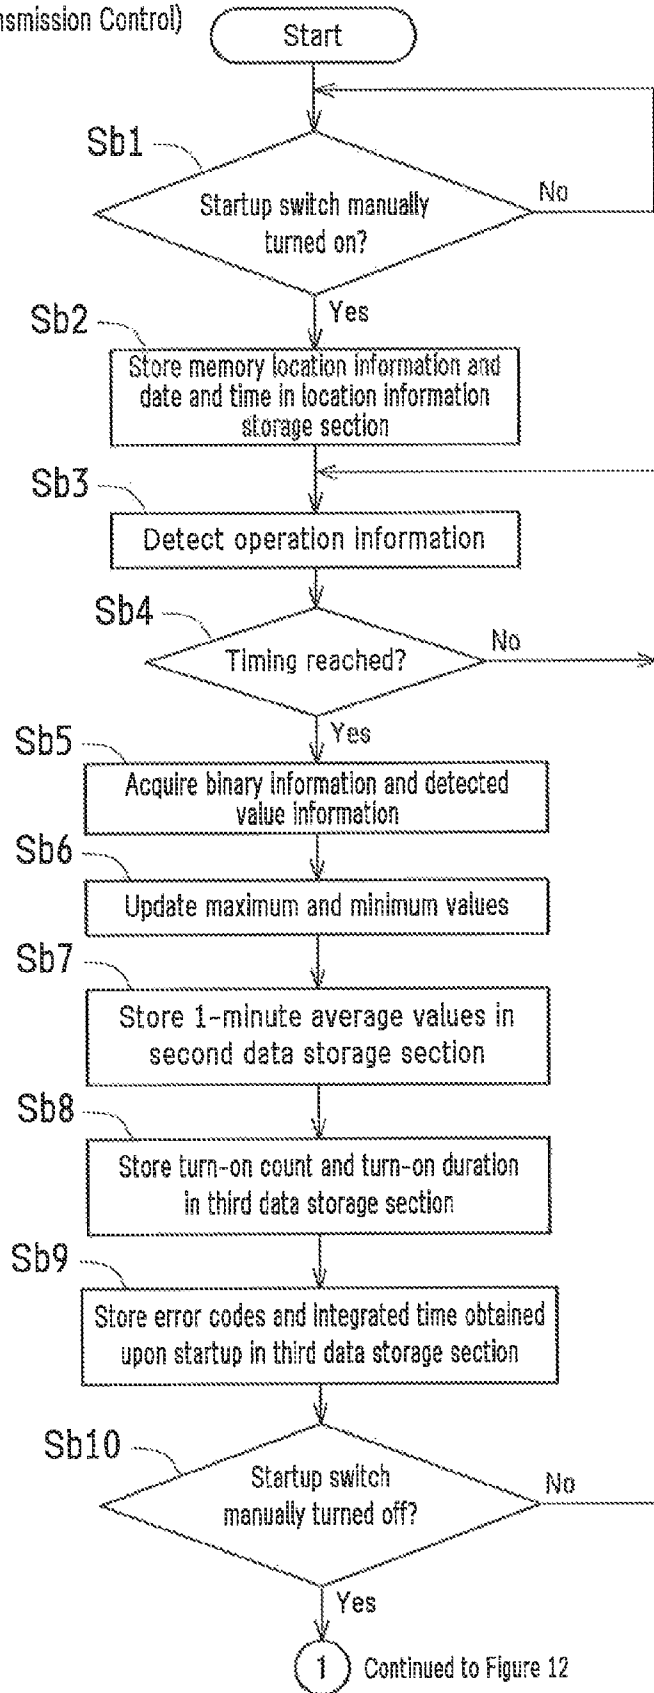 nsmission Control)
Start
Sb1
Startup switch manually
turned on?
No
Yes
Sb2
Store memory location information and
date and time in location information
storage section
Sb3
Detect operation information
Sb4
Timing reached?
No
Yes
Sb5
Acquire binary information and detected
value information
Sb6
Update maximum and minimum values
Sb7
Store 1-minute average values in
second data storage section
Sb8
Store turn-on count and turn-on duration
in third data storage section
Sb9
Store error codes and integrated time obtained
upon startup in third data storage section
Sb10
Startup switch
manually turned off?
No
Yes
1 Continued to Figure 12